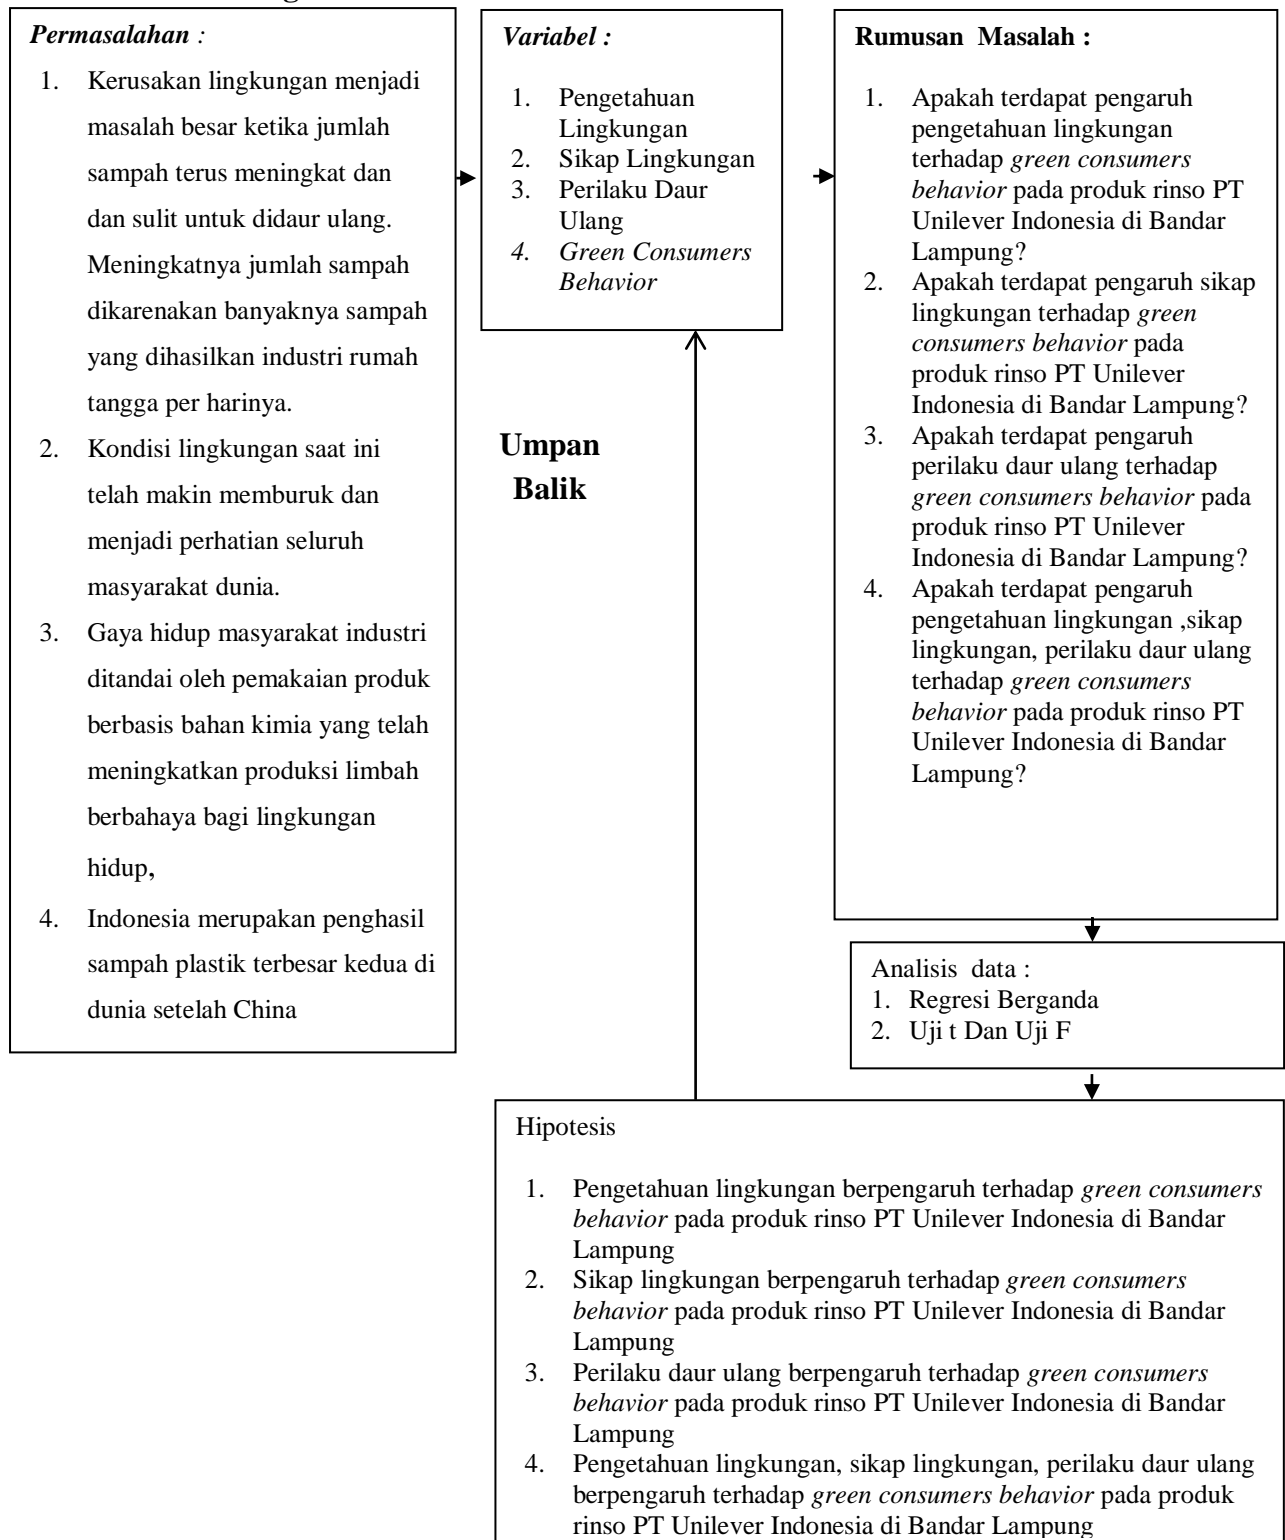 Permasalahan :
1. Kerusakan lingkungan menjadi
masalah besar ketika jumlah
sampah terus meningkat dan
dan sulit untuk didaur ulang.
Meningkatnya jumlah sampah
dikarenakan banyaknya sampah
yang dihasilkan industri rumah
tangga per harinya.
2. Kondisi lingkungan saat ini
telah makin memburuk dan
menjadi perhatian seluruh
masyarakat dunia.
3. Gaya hidup masyarakat industri
ditandai oleh pemakaian produk
berbasis bahan kimia yang telah
meningkatkan produksi limbah
berbahaya bagi lingkungan
hidup,
4. Indonesia merupakan penghasil
sampah plastik terbesar kedua di
dunia setelah China
Variabel :
1. Pengetahuan
Lingkungan
2. Sikap Lingkungan
3. Perilaku Daur
Ulang
4. Green Consumers
Behavior
Umpan
Balik
Rumusan Masalah :
1. Apakah terdapat pengaruh
pengetahuan lingkungan
terhadap green consumers
behavior pada produk rinso PT
Unilever Indonesia di Bandar
Lampung?
2. Apakah terdapat pengaruh sikap
lingkungan terhadap green
consumers behavior pada
produk rinso PT Unilever
Indonesia di Bandar Lampung?
3. Apakah terdapat pengaruh
perilaku daur ulang terhadap
green consumers behavior pada
produk rinso PT Unilever
Indonesia di Bandar Lampung?
4. Apakah terdapat pengaruh
pengetahuan lingkungan ,sikap
lingkungan, perilaku daur ulang
terhadap green consumers
behavior pada produk rinso PT
Unilever Indonesia di Bandar
Lampung?
Analisis data :
1. Regresi Berganda
2. Uji t Dan Uji F
Hipotesis
1. Pengetahuan lingkungan berpengaruh terhadap green consumers
behavior pada produk rinso PT Unilever Indonesia di Bandar
Lampung
2. Sikap lingkungan berpengaruh terhadap green consumers
behavior pada produk rinso PT Unilever Indonesia di Bandar
Lampung
3. Perilaku daur ulang berpengaruh terhadap green consumers
behavior pada produk rinso PT Unilever Indonesia di Bandar
Lampung
4. Pengetahuan lingkungan, sikap lingkungan, perilaku daur ulang
berpengaruh terhadap green consumers behavior pada produk
rinso PT Unilever Indonesia di Bandar Lampung